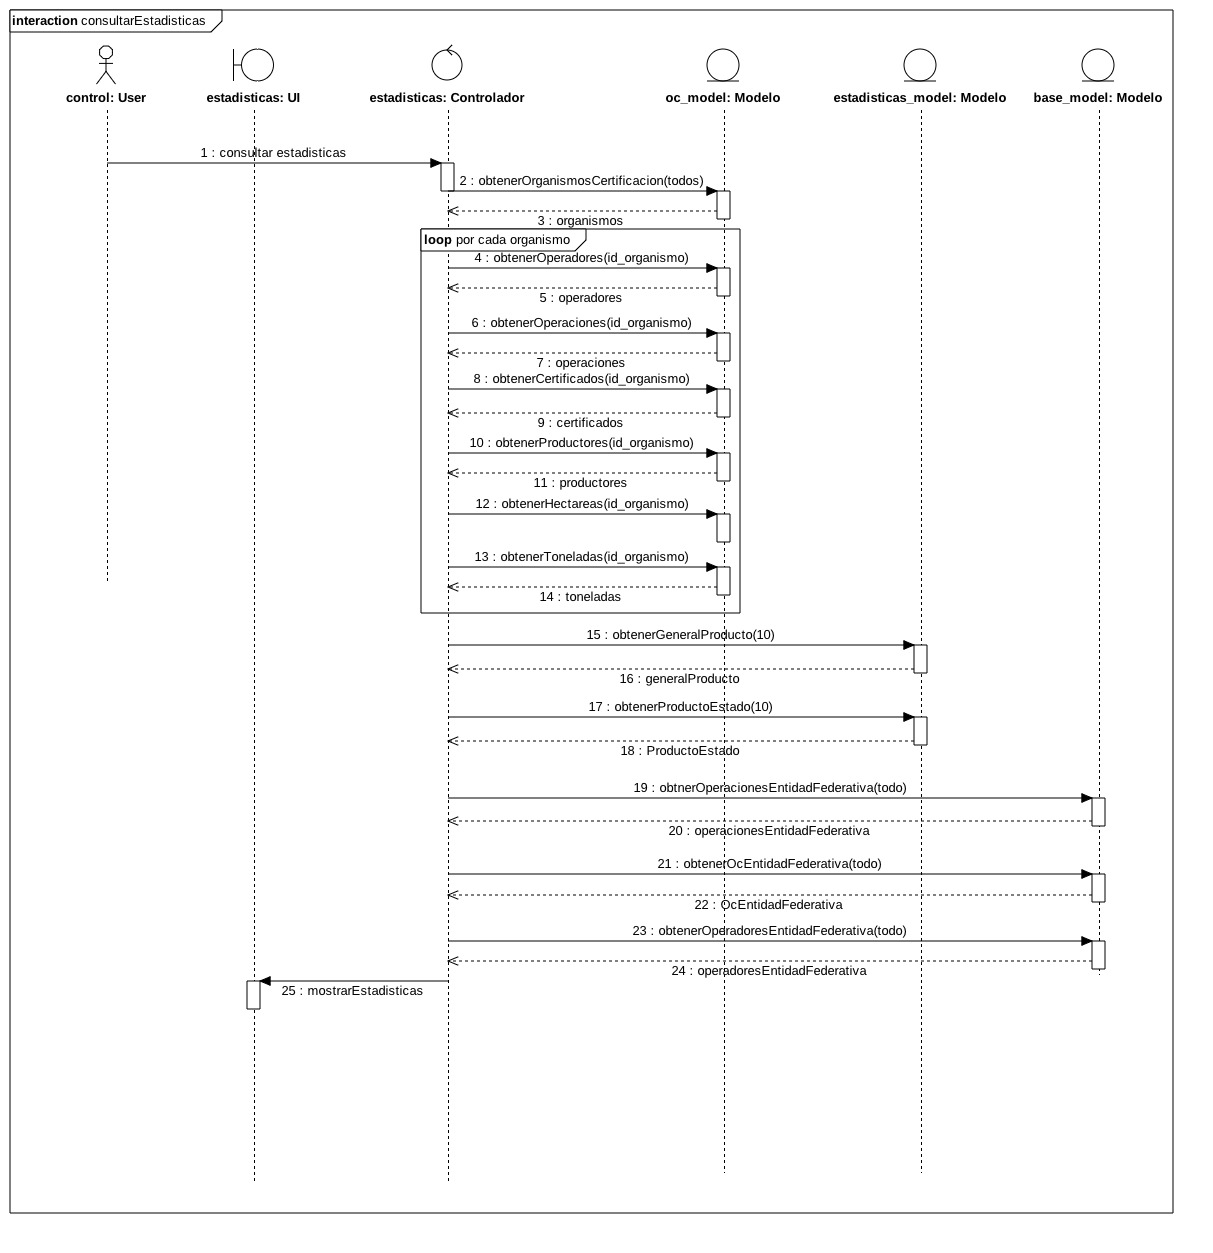 interaction consultarEstadisticas
control: User
estadisticas: UI
estadisticas: Controlador
oc_model: Modelo
estadisticas_model: Modelo
base_model: Modelo
1 : consultar estadisticas
2 : obtenerOrganismosCertificacion(todos)
3 : organismos
loop por cada organismo
4 : obtenerOperadores(id_organismo)
5 : operadores
6 : obtenerOperaciones(id_organismo)
7 : operaciones
8 : obtenerCertificados(id_organismo)
9 : certificados
10 : obtenerProductores(id_organismo)
11 : productores
12 : obtenerHectareas(id_organismo)
13 : obtenerToneladas(id_organismo)
14 : toneladas
15 : obtenerGeneralProducto(10)
16 : generalProducto
17 : obtenerProductoEstado(10)
18 : ProductoEstado
19 : obtnerOperacionesEntidadFederativa(todo)
20 : operacionesEntidadFederativa
21 : obtenerOcEntidadFederativa(todo)
22 : OcEntidadFederativa
23 : obtenerOperadoresEntidadFederativa(todo)
24 : operadoresEntidadFederativa
25 : mostrarEstadisticas